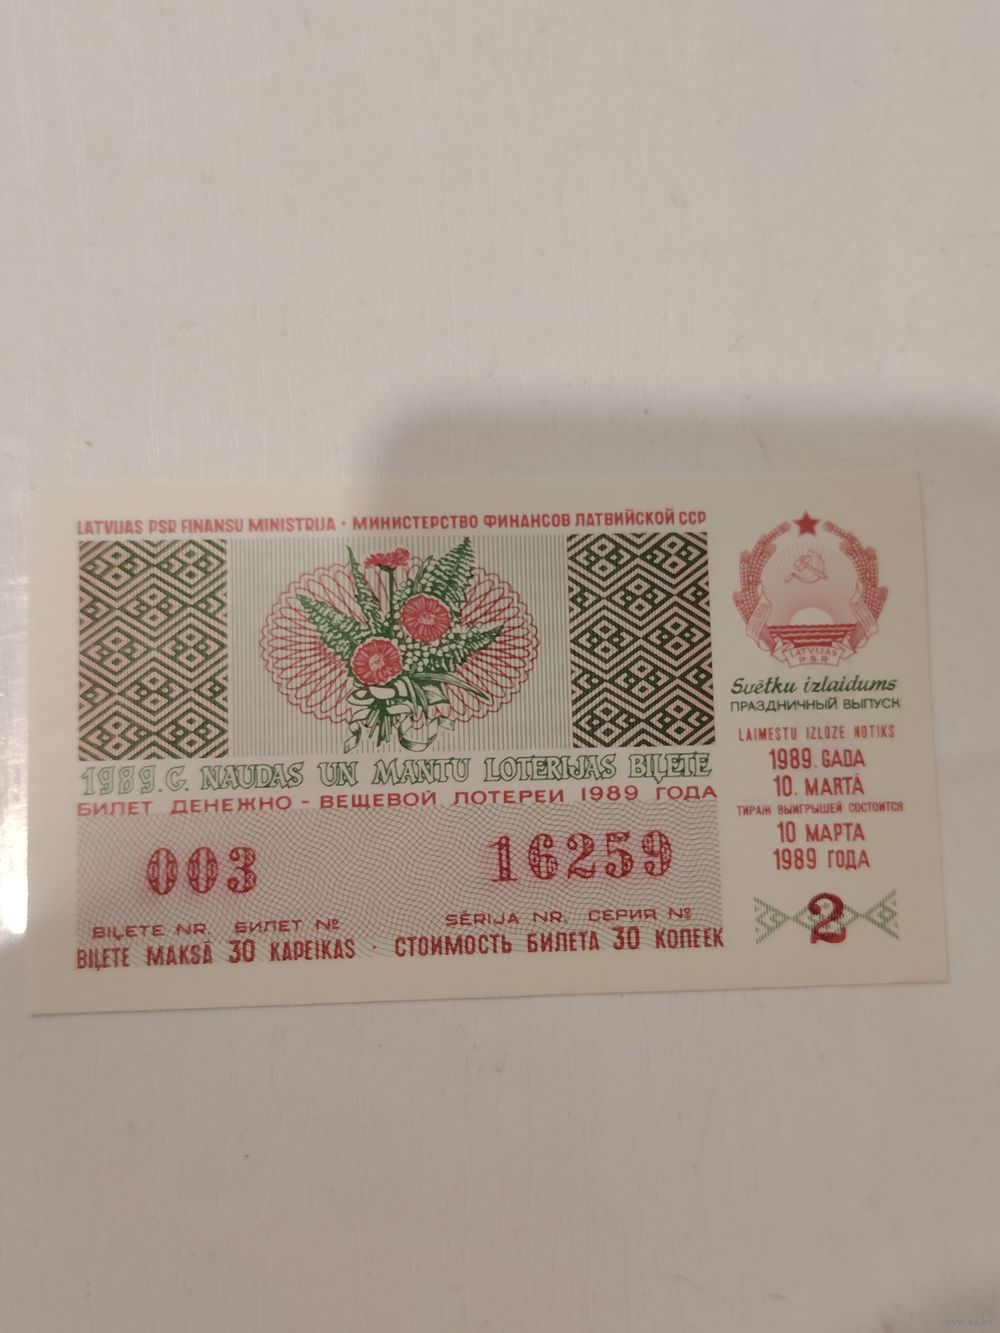 LATVIJAS PSR FINANSU MINISTRIJA · МИНИСТЕРСТВО ФИНАНСОВ ЛАТВИЙСКОЙ ССР
1989.G. NAUDAS UN MANTU LOTERIJAS BIĻETE
БИЛЕТ ДЕНЕЖНО - ВЕЩЕВОЙ ЛОТЕРЕИ 1989 ГОДА
003 16259
BIĻETE NR. БИЛЕТ № SĒRIJA NR. СЕРИЯ №
BIĻETE MAKSĀ 30 KAPEIKAS · СТОИМОСТЬ БИЛЕТА 30 КОПЕЕК
LATVIJAS
PSR
Svētku izlaidums
ПРАЗДНИЧНЫЙ ВЫПУСК
LAIMESTU IZLOZE NOTIKS
1989. GADA
10. MARTĀ
ТИРАЖ ВЫИГРЫШЕЙ СОСТОИТСЯ
10 МАРТА
1989 ГОДА
2
www.ay.by